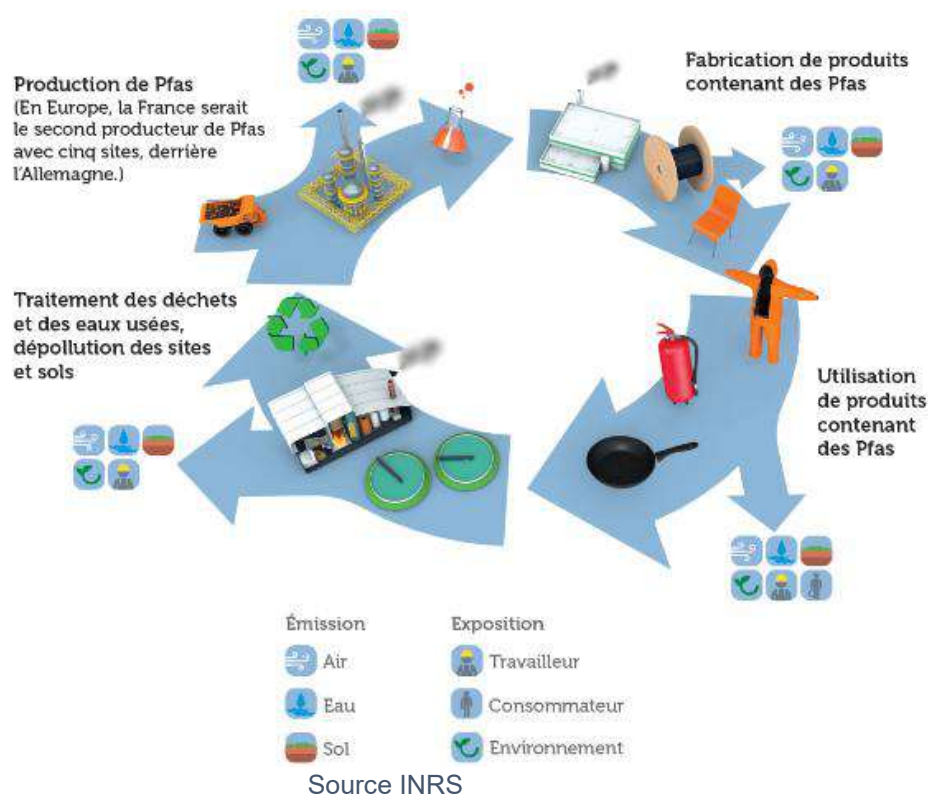 Production de Pfas
(En Europe, la France serait
le second producteur de Pfas
avec cinq sites, derrière
l'Allemagne.)
Fabrication de produits
contenant des Pfas
Utilisation
de produits
contenant
des Pfas
Traitement des déchets
et des eaux usées,
dépollution des sites
et sols
Émission
Air
Eau
Sol
Exposition
Travailleur
Consommateur
Environnement
Source INRS